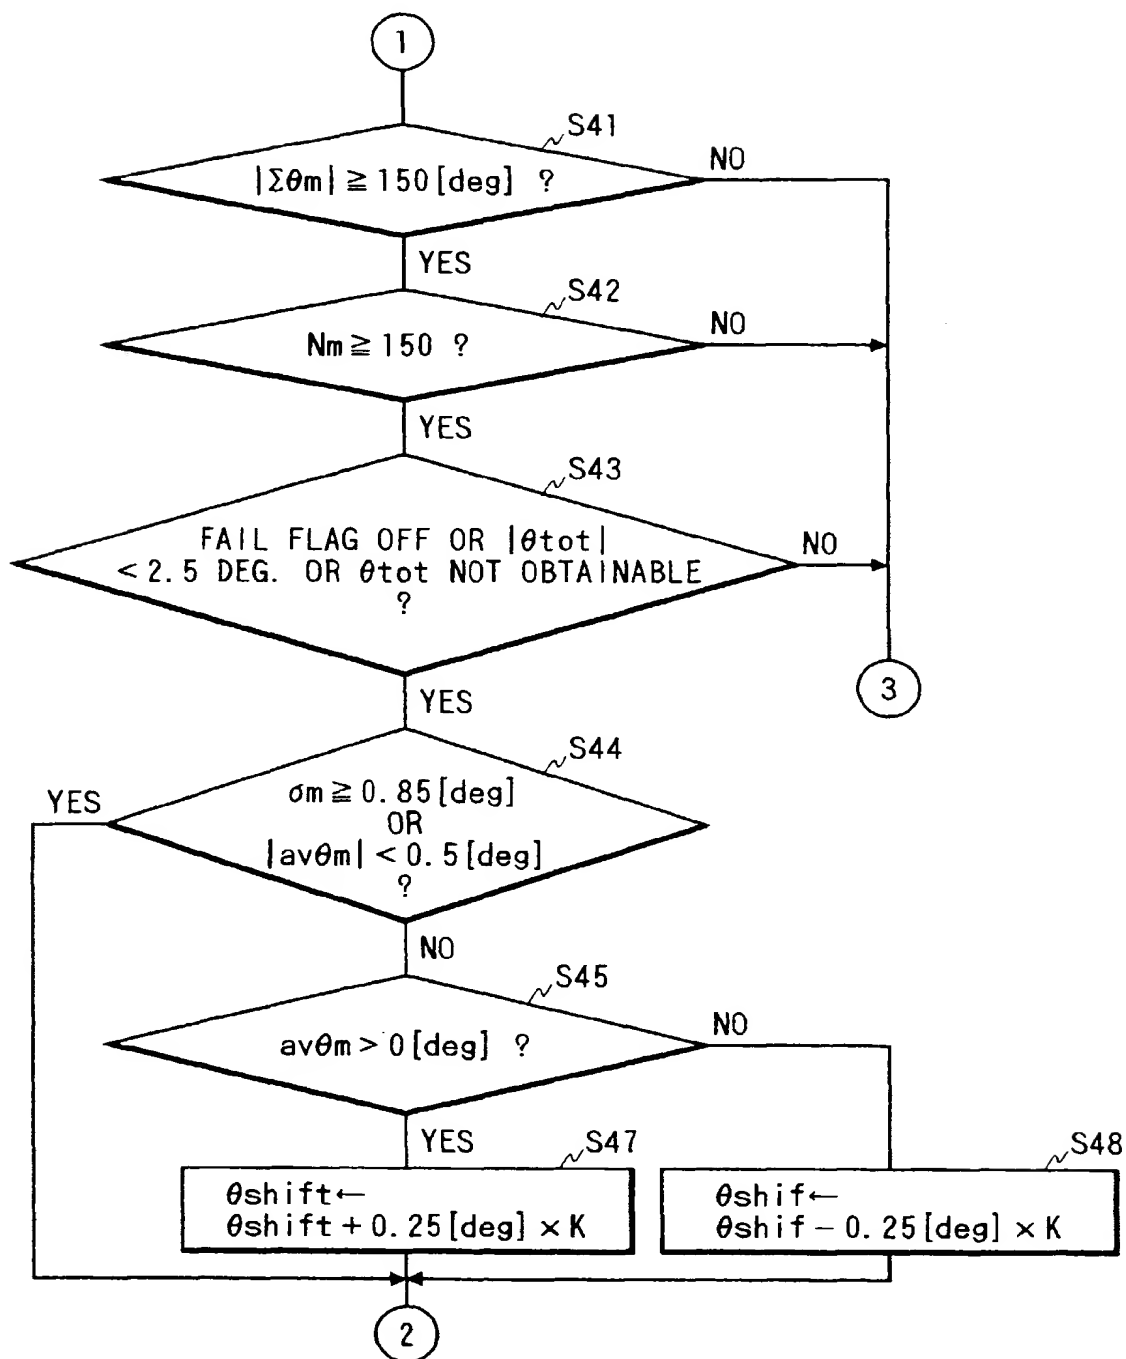 1
S41
|Σθm| ≧ 150[deg] ?
NO
YES
S42
Nm ≧ 150 ?
NO
YES
S43
FAIL FLAG OFF OR |θtot|
< 2.5 DEG. OR θtot NOT OBTAINABLE
?
NO
3
YES
S44
σm ≧ 0.85[deg]
OR
|avθm| < 0.5[deg]
?
YES
NO
S45
avθm > 0[deg] ?
NO
YES
S47
θshift←
θshift + 0.25[deg] × K
S48
θshif←
θshif − 0.25[deg] × K
2